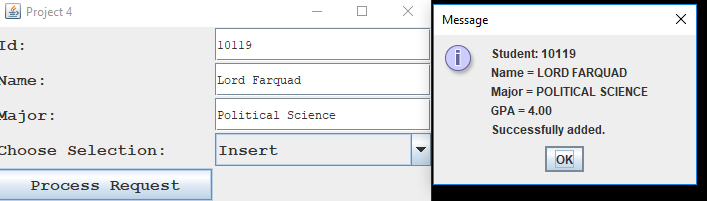 Project 4
Id:
10119
Name:
Lord Farquad
Major:
Political Science
Choose Selection:
Insert
Process Request
Message
Student: 10119
Name = LORD FARQUAD
Major = POLITICAL SCIENCE
GPA = 4.00
Successfully added.
OK